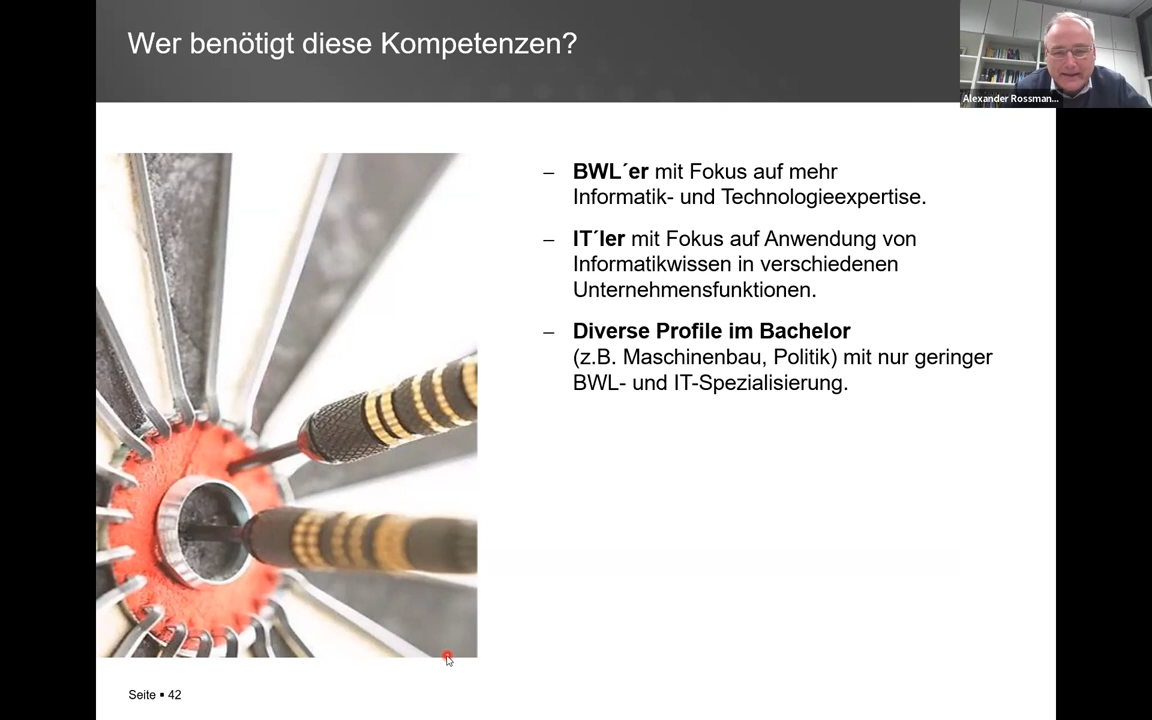 Wer benötigt diese Kompetenzen?
Alexander Rossman...
– BWL´er mit Fokus auf mehr
Informatik- und Technologieexpertise.
– IT´ler mit Fokus auf Anwendung von
Informatikwissen in verschiedenen
Unternehmensfunktionen.
– Diverse Profile im Bachelor
(z.B. Maschinenbau, Politik) mit nur geringer
BWL- und IT-Spezialisierung.
Seite ▪ 42